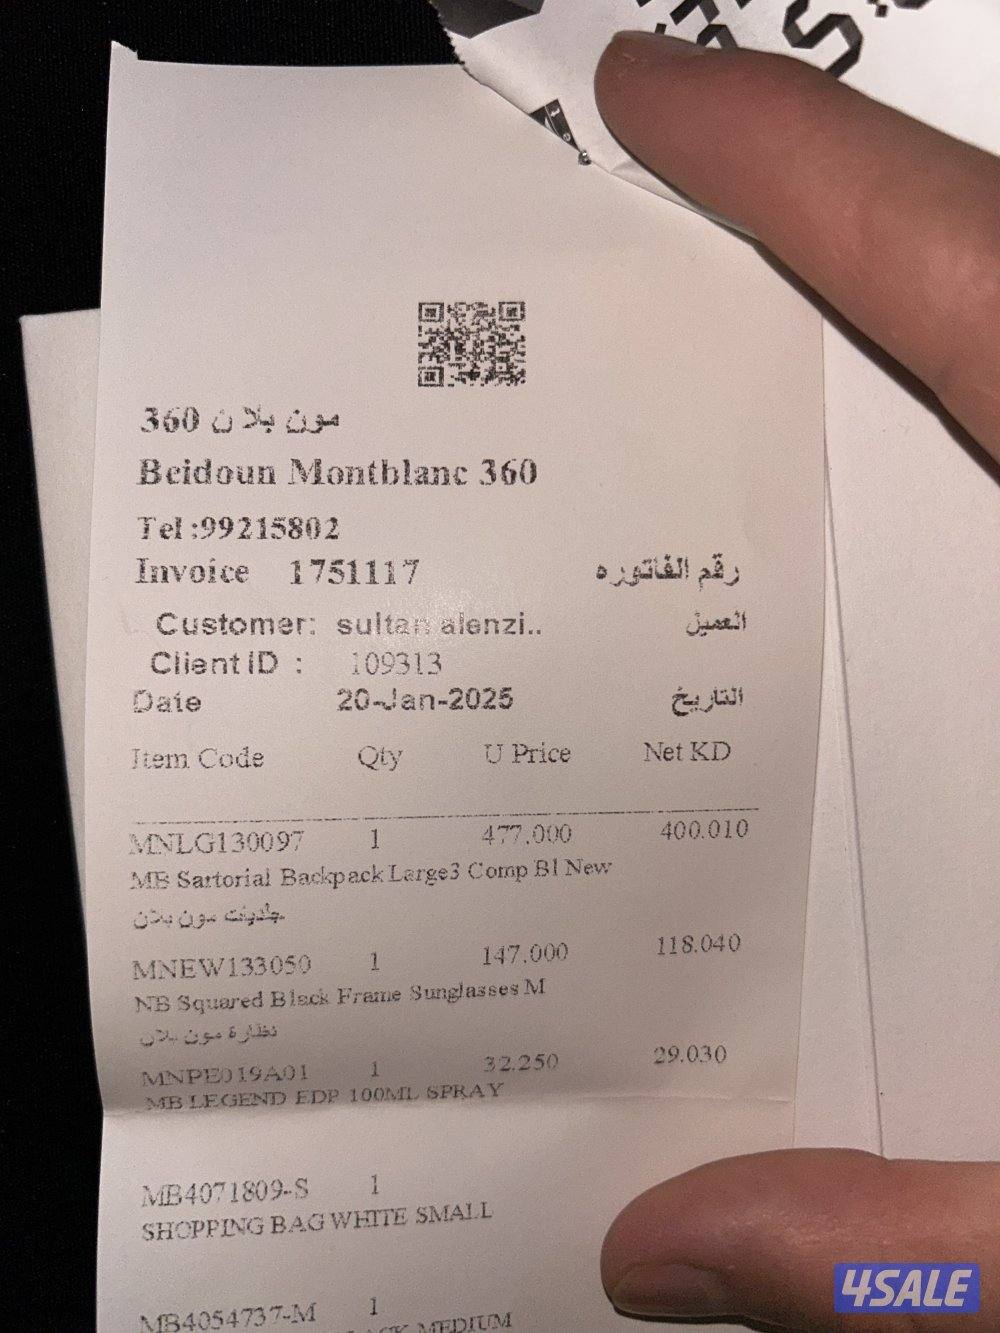 360 مون بلان
Beidoun Montblanc 360
Tel :99215802
Invoice 1751117 رقم الفاتوره
Customer: sultan alenzi.. العميل
Client ID : 109313
Date 20-Jan-2025 التاريخ
Item Code Qty U Price Net KD
MNLG130097 1 477.000 400.010
MB Sartorial Backpack Large3 Comp Bl New
مون بلان
MNEW133050 1 147.000 118.040
NB Squared Black Frame Sunglasses M
نظارة مون بلان
MNPE019A01 1 32.250 29.030
MB LEGEND EDP 100ML SPRAY
MB4071809-S 1
SHOPPING BAG WHITE SMALL
MB4054737-M 1
MEDIUM
4SALE